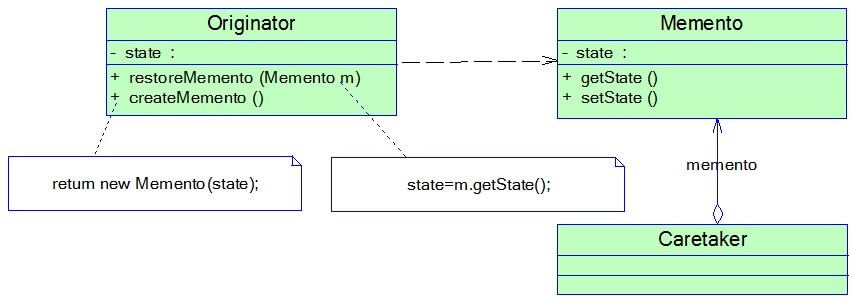 Originator
- state :
+ restoreMemento (Memento m)
+ createMemento ()
Memento
- state :
+ getState ()
+ setState ()
return new Memento(state);
state=m.getState();
memento
Caretaker